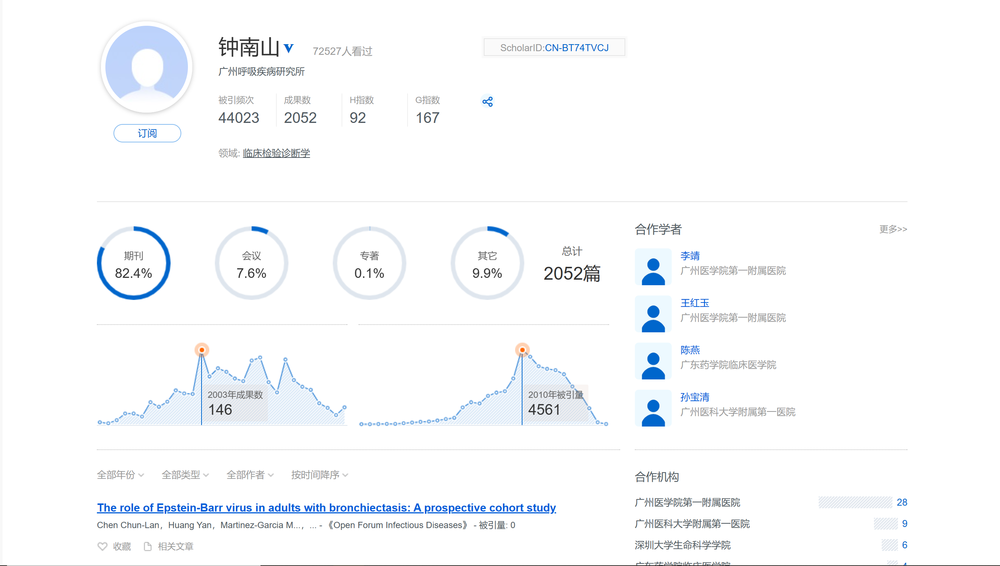 钟南山 72527人看过
ScholarID:CN-BT74TVCJ
广州呼吸疾病研究所
被引频次 成果数 H指数 G指数
44023 2052 92 167
订阅
领域: 临床检验诊断学
期刊
82.4%
会议
7.6%
专著
0.1%
其它
9.9%
总计
2052篇
2003年成果数
146
2010年被引量
4561
合作学者 更多>>
李靖
广州医学院第一附属医院
王红玉
广州医学院第一附属医院
陈燕
广东药学院临床医学院
孙宝清
广州医科大学附属第一医院
全部年份 全部类型 全部作者 按时间降序
The role of Epstein-Barr virus in adults with bronchiectasis: A prospective cohort study
Chen Chun-Lan，Huang Yan，Martinez-Garcia M...，... - 《Open Forum Infectious Diseases》 - 被引量: 0
收藏 相关文章
合作机构
广州医学院第一附属医院 28
广州医科大学附属第一医院 9
深圳大学生命科学学院 6